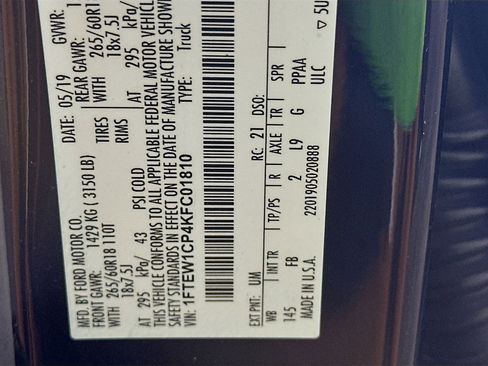 MFD. BY FORD MOTOR CO.
DATE: 05/19
GVWR: 1
FRONT GAWR: 1429 KG ( 3150 LB)
REAR GAWR:
265/60R18 110T TIRES WITH 265/60R1
18x7.5J RIMS 18x7.5J
AT 295 kPa/ 43 PSI COLD AT 295 kPa/
THIS VEHICLE CONFORMS TO ALL APPLICABLE FEDERAL MOTOR VEHICLE
SAFETY STANDARDS IN EFFECT ON THE DATE OF MANUFACTURE SHOWN
VIN: 1FTEW1CP4KFC01810 TYPE: Truck
EXT PNT: UM RC: 21 DSO:
WB INT TR TP/PS R AXLE TR SPR
145 FB 2 L9 G PPAA
ULC
MADE IN U.S.A. 2201905020888
▽ 5U